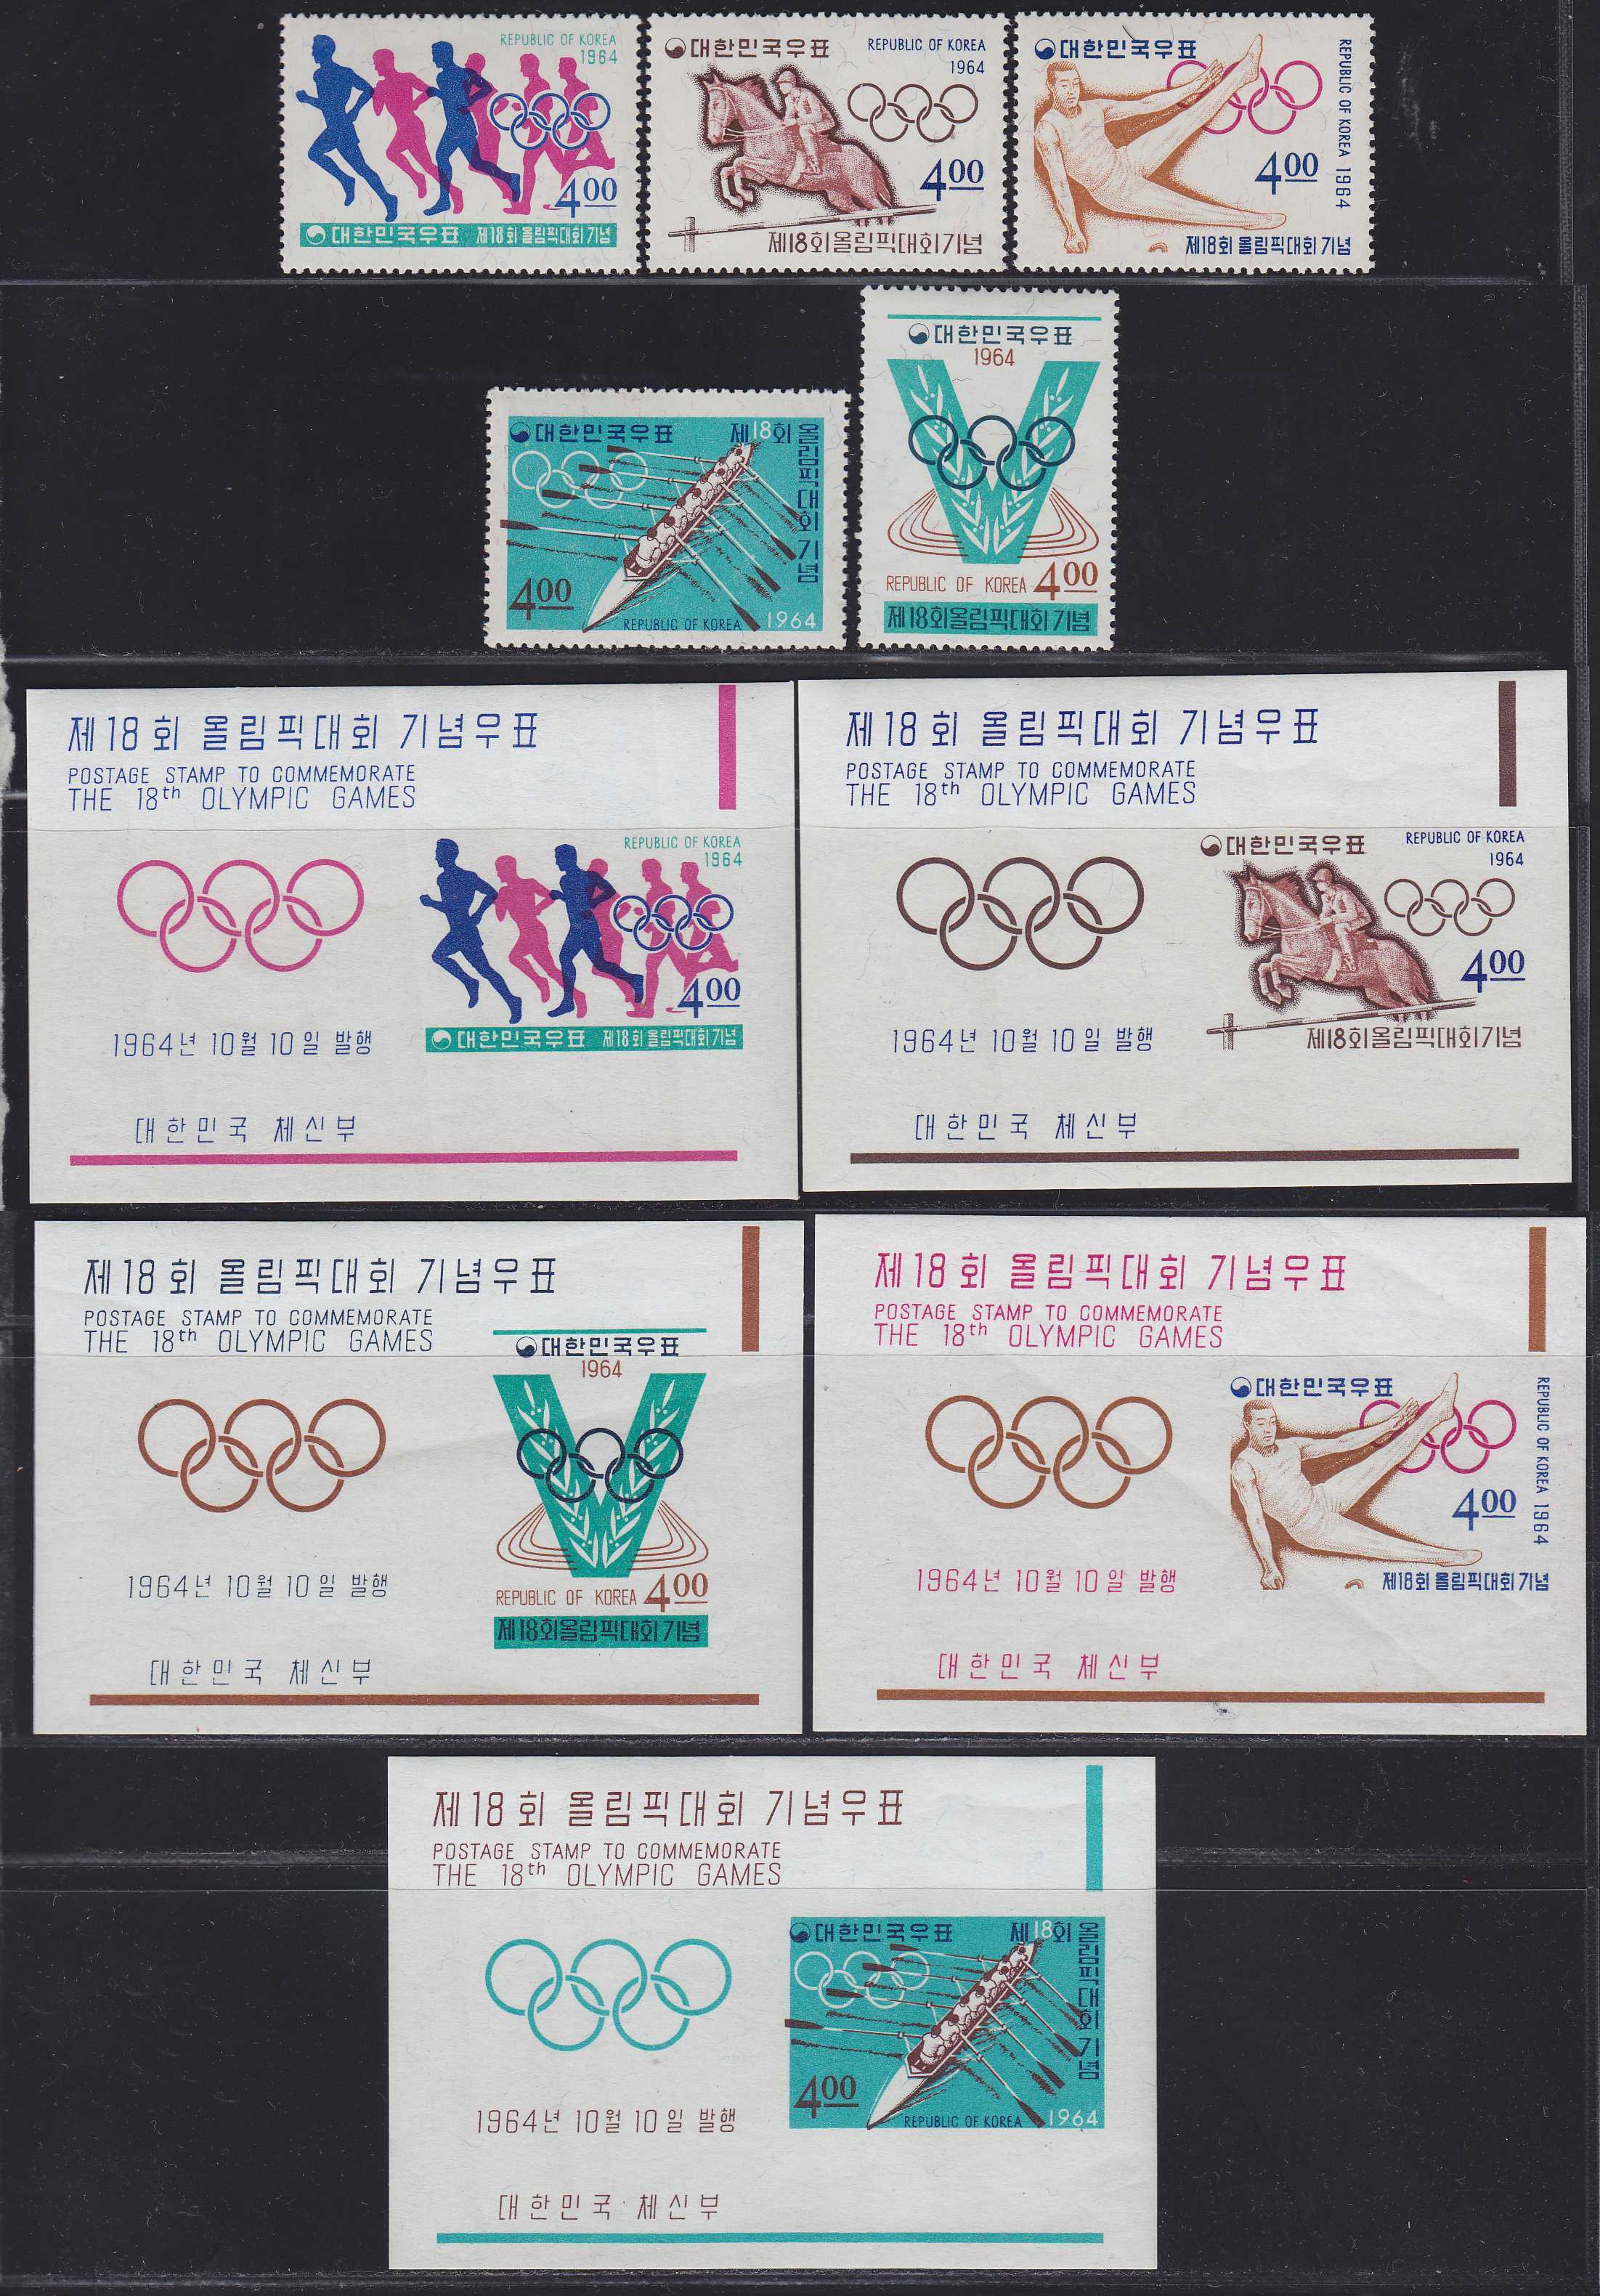 REPUBLIC OF KOREA
1964
4 00
대한민국우표 제18회올림픽대회기념
대한민국우표
REPUBLIC OF KOREA
1964
4 00
제18회올림픽대회기념
대한민국우표
REPUBLIC OF KOREA 1964
4 00
제18회올림픽대회기념
대한민국우표
제18회 올림픽대회 기념
4 00
REPUBLIC OF KOREA
1964
대한민국우표
1964
REPUBLIC OF KOREA 4 00
제18회올림픽대회기념
제18회 올림픽대회 기념우표
POSTAGE STAMP TO COMMEMORATE
THE 18th OLYMPIC GAMES
REPUBLIC OF KOREA
1964
4 00
대한민국우표 제18회올림픽대회기념
1964년 10월 10일 발행
대한민국 체신부
제18회 올림픽대회 기념우표
POSTAGE STAMP TO COMMEMORATE
THE 18th OLYMPIC GAMES
대한민국우표
REPUBLIC OF KOREA
1964
4 00
제18회올림픽대회기념
1964년 10월 10일 발행
대한민국 체신부
제18회 올림픽대회 기념우표
POSTAGE STAMP TO COMMEMORATE
THE 18th OLYMPIC GAMES
대한민국우표
1964
REPUBLIC OF KOREA 4 00
제18회올림픽대회기념
1964년 10월 10일 발행
대한민국 체신부
제18회 올림픽대회 기념우표
POSTAGE STAMP TO COMMEMORATE
THE 18th OLYMPIC GAMES
대한민국우표
REPUBLIC OF KOREA 1964
4 00
제18회올림픽대회기념
1964년 10월 10일 발행
대한민국 체신부
제18회 올림픽대회 기념우표
POSTAGE STAMP TO COMMEMORATE
THE 18th OLYMPIC GAMES
대한민국우표
제18회 올림픽대회 기념
4 00
REPUBLIC OF KOREA
1964
1964년 10월 10일 발행
대한민국 체신부